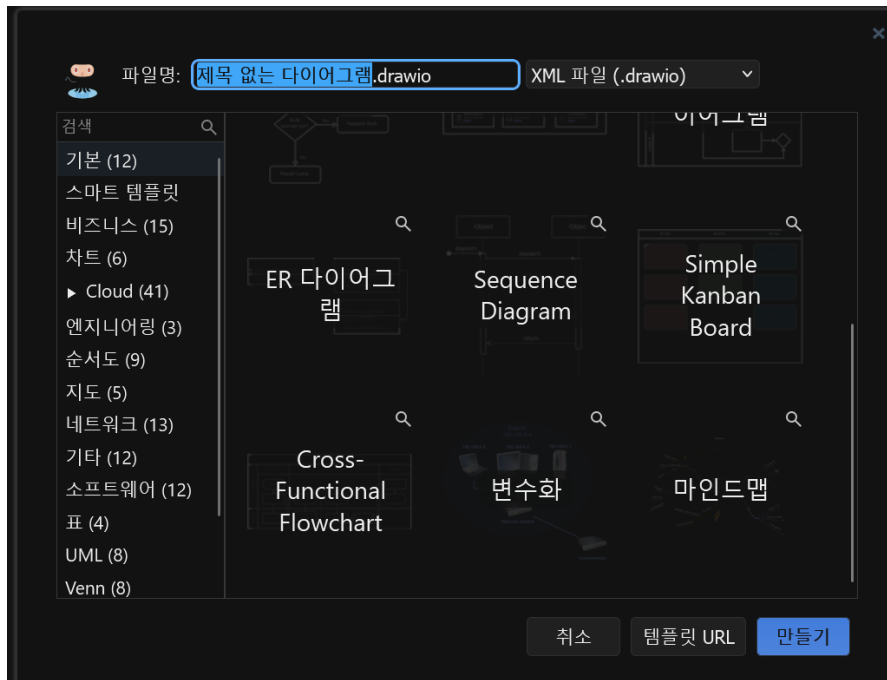 파일명:
제목 없는 다이어그램.drawio
XML 파일 (.drawio)
검색
기본 (12)
스마트 템플릿
비즈니스 (15)
차트 (6)
Cloud (41)
엔지니어링 (3)
순서도 (9)
지도 (5)
네트워크 (13)
기타 (12)
소프트웨어 (12)
표 (4)
UML (8)
Venn (8)
이어그램
ER 다이어그
램
Sequence
Diagram
Simple
Kanban
Board
Cross-
Functional
Flowchart
변수화
마인드맵
취소
템플릿 URL
만들기